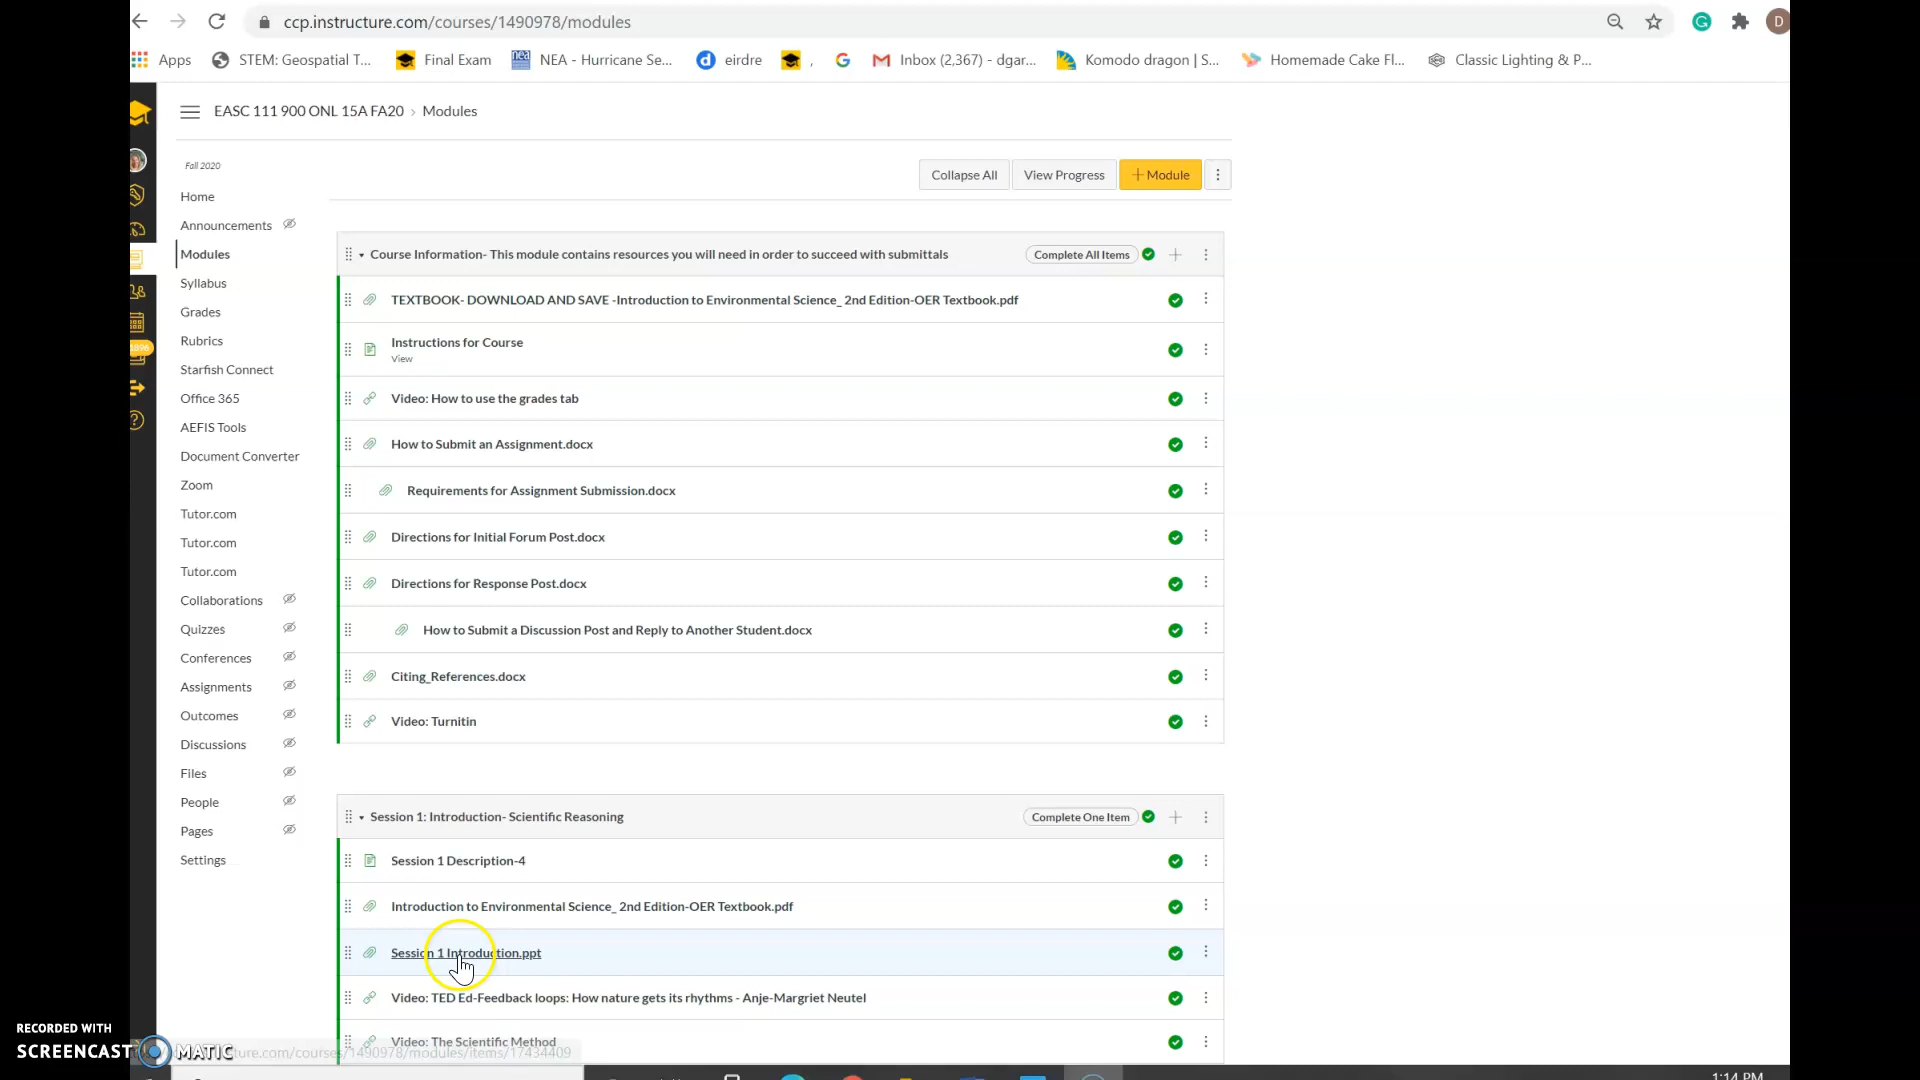 ccp.instructure.com/courses/1490978/modules
D
Apps
STEM: Geospatial T...
Final Exam
NEA - Hurricane Se...
eirdre
,
Inbox (2,367) - dgar...
Komodo dragon | S...
Homemade Cake Fl...
Classic Lighting & P...
EASC 111 900 ONL 15A FA20 › Modules
Fall 2020
Collapse All
View Progress
+ Module
Home
Announcements
Modules
Syllabus
Grades
Rubrics
Starfish Connect
Office 365
AEFIS Tools
Document Converter
Zoom
Tutor.com
Tutor.com
Tutor.com
Collaborations
Quizzes
Conferences
Assignments
Outcomes
Discussions
Files
People
Pages
Settings
Course Information- This module contains resources you will need in order to succeed with submittals
Complete All Items
TEXTBOOK- DOWNLOAD AND SAVE -Introduction to Environmental Science_ 2nd Edition-OER Textbook.pdf
Instructions for Course
View
Video: How to use the grades tab
How to Submit an Assignment.docx
Requirements for Assignment Submission.docx
Directions for Initial Forum Post.docx
Directions for Response Post.docx
How to Submit a Discussion Post and Reply to Another Student.docx
Citing_References.docx
Video: Turnitin
Session 1: Introduction- Scientific Reasoning
Complete One Item
Session 1 Description-4
Introduction to Environmental Science_ 2nd Edition-OER Textbook.pdf
Session 1 Introduction.ppt
Video: TED Ed-Feedback loops: How nature gets its rhythms - Anje-Margriet Neutel
Video: The Scientific Method
ture.com/courses/1490978/modules/items/17434409
RECORDED WITH
SCREENCAST MATIC
1:14 PM